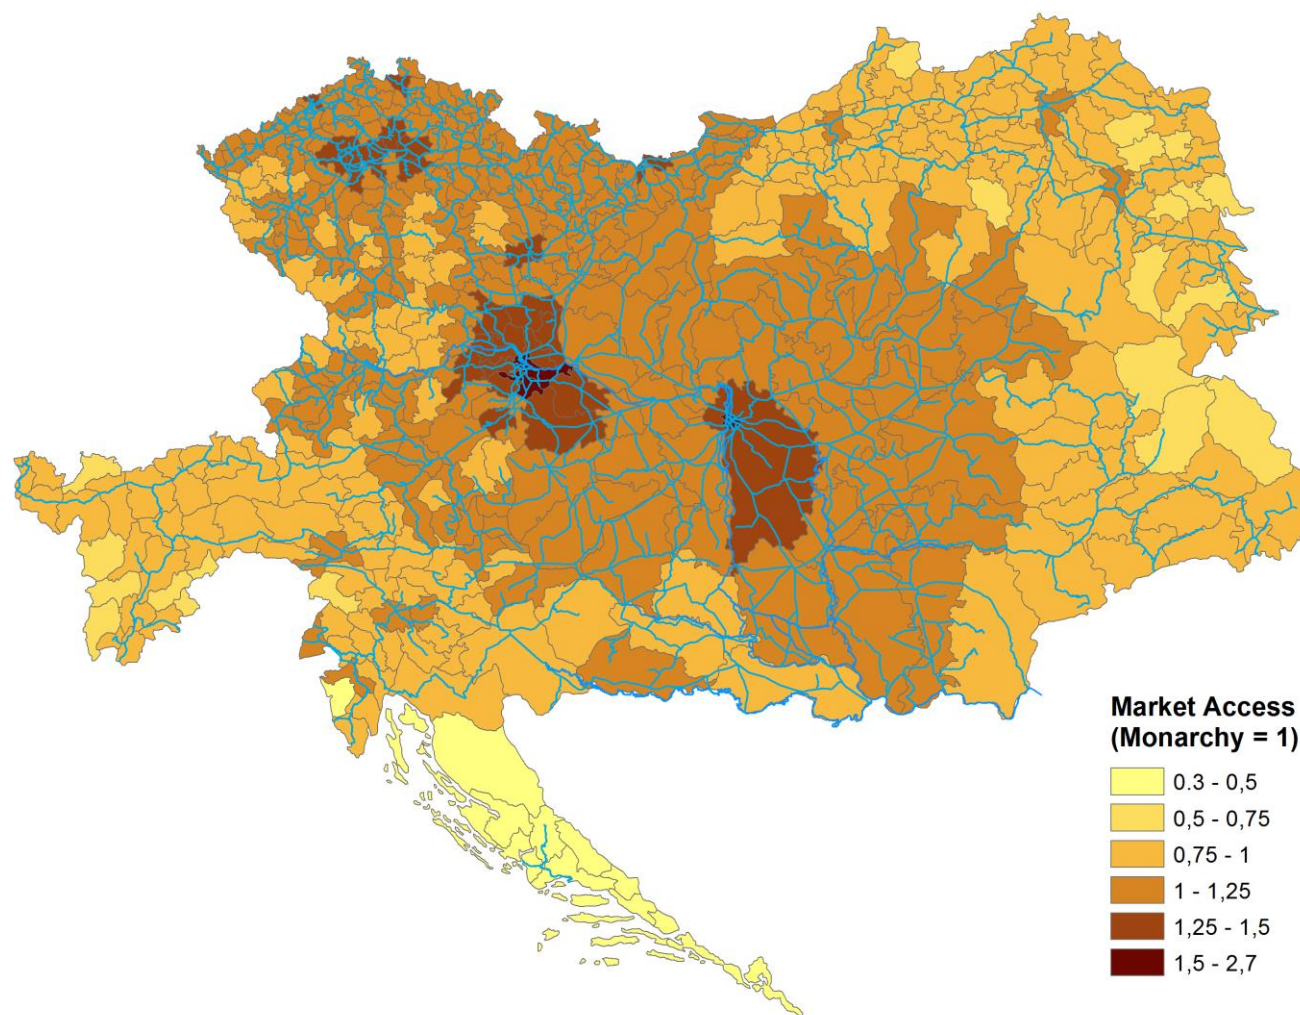 Market Access
(Monarchy = 1)
0.3 - 0,5
0,5 - 0,75
0,75 - 1
1 - 1,25
1,25 - 1,5
1,5 - 2,7